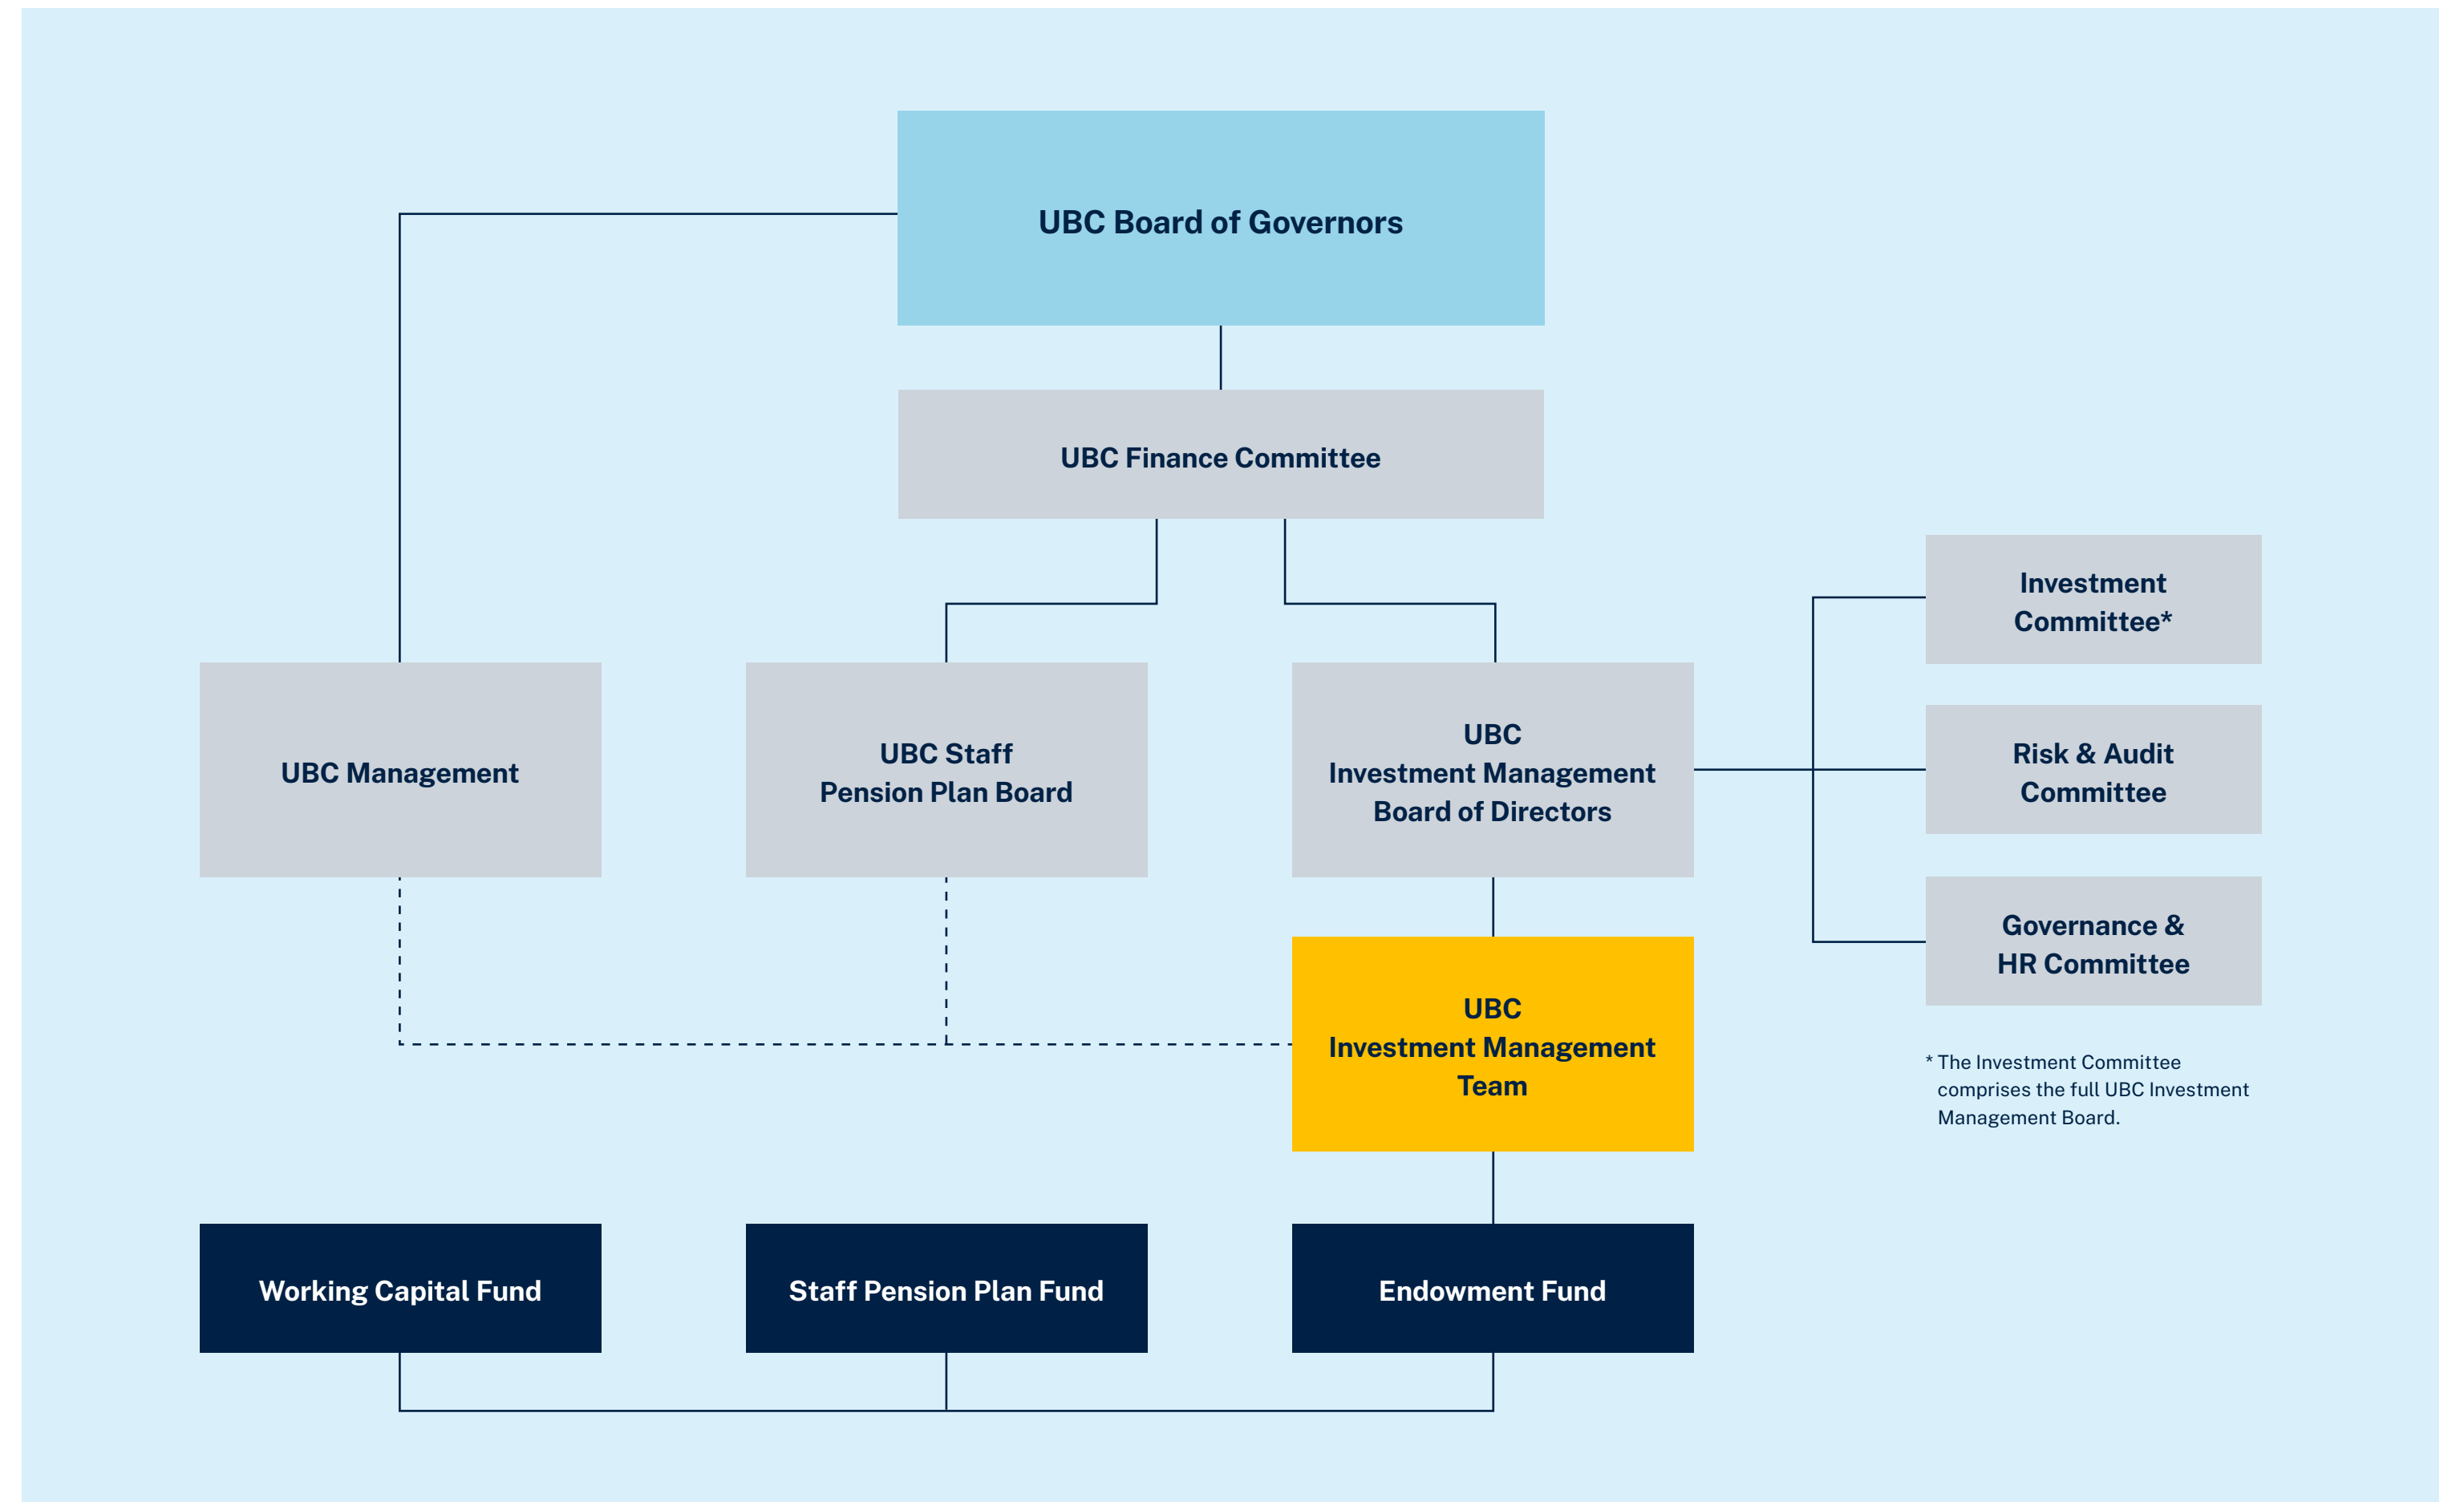 UBC Board of Governors
UBC Finance Committee
Investment
Committee*
UBC Management
UBC Staff
Pension Plan Board
UBC
Investment Management
Board of Directors
Risk & Audit
Committee
Governance &
HR Committee
UBC
Investment Management
Team
* The Investment Committee
comprises the full UBC Investment
Management Board.
Working Capital Fund
Staff Pension Plan Fund
Endowment Fund